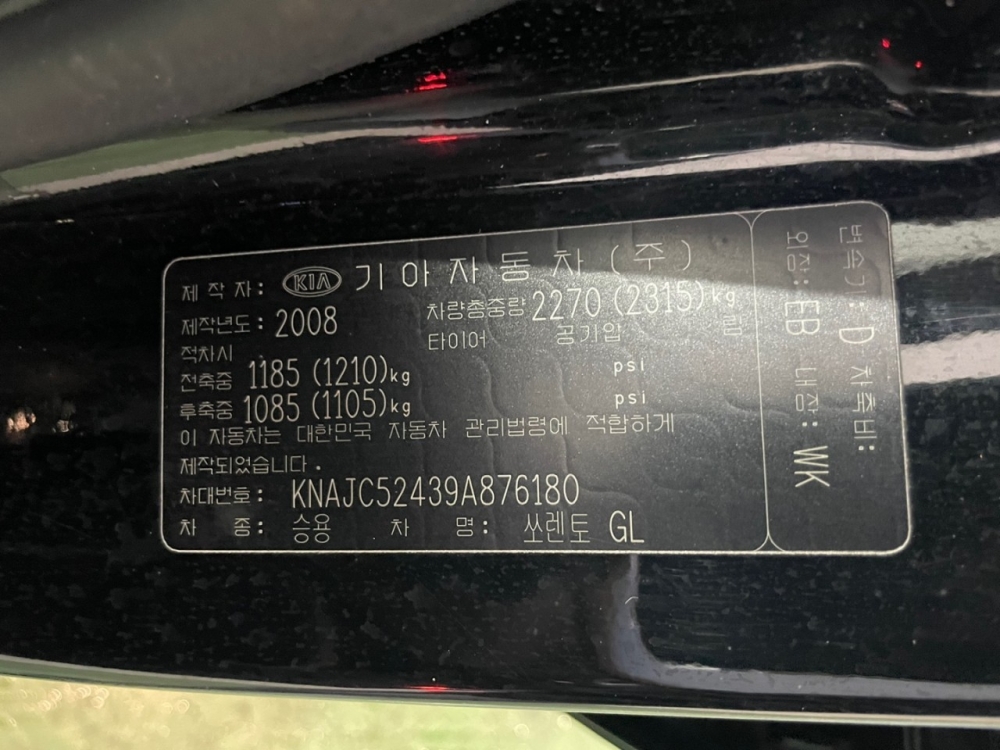 제 작 자: KIA 기아자동차(주)
제작년도: 2008 차량총중량 2270 (2315)kg
적차시 타이어 공기압 림
전축중 1185 (1210)kg psi
후축중 1085 (1105)kg psi
이 자동차는 대한민국 자동차 관리법령에 적합하게
제작되었습니다.
차대번호: KNAJC52439A876180
차 종: 승용 차 명: 쏘렌토 GL
변속기: D 차축비:
외장: EB 내장: WK